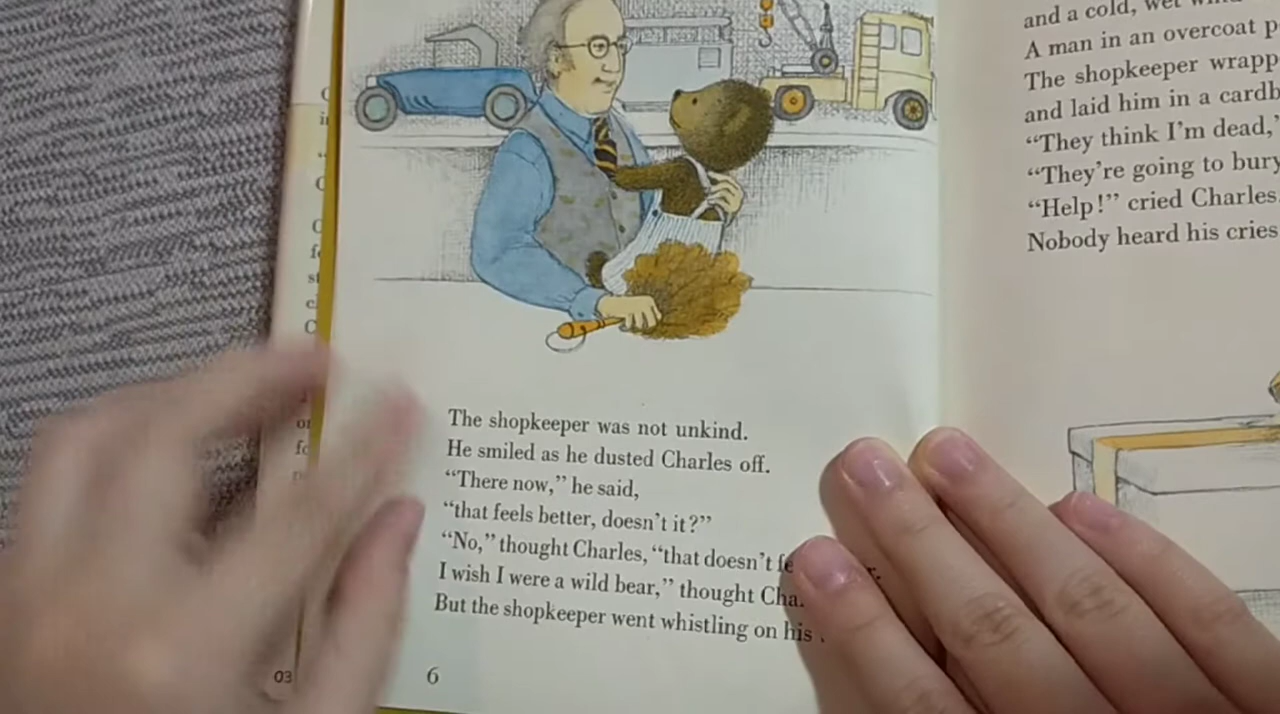 The shopkeeper was not unkind.
He smiled as he dusted Charles off.
“There now,” he said,
“that feels better, doesn’t it?”
“No,” thought Charles, “that doesn’t
I wish I were a wild bear,” thought
But the shopkeeper went whistling on his
6
03
and a cold, wet
A man in an overcoat
The shopkeeper
and laid him in a
“They think I’m dead,
“They’re going to bury
“Help!” cried Charles.
Nobody heard his cries